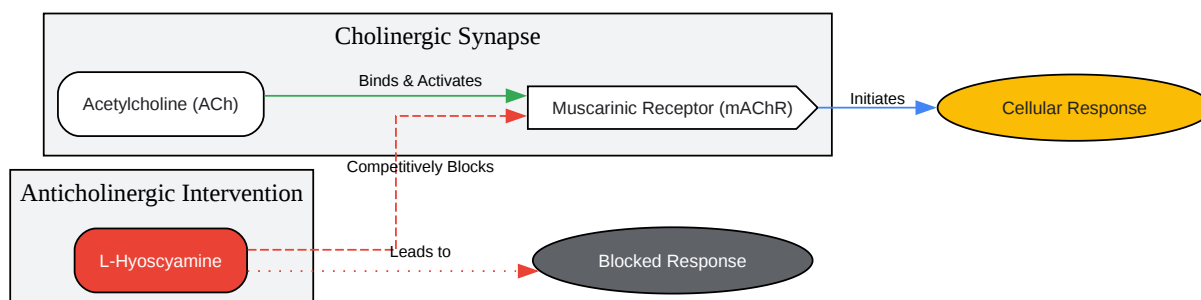 Cholinergic Synapse
Acetylcholine (ACh)
Binds & Activates
Muscarinic Receptor (mAChR)
Initiates
Cellular Response
Competitively Blocks
Anticholinergic Intervention
L-Hyoscyamine
Leads to
Blocked Response